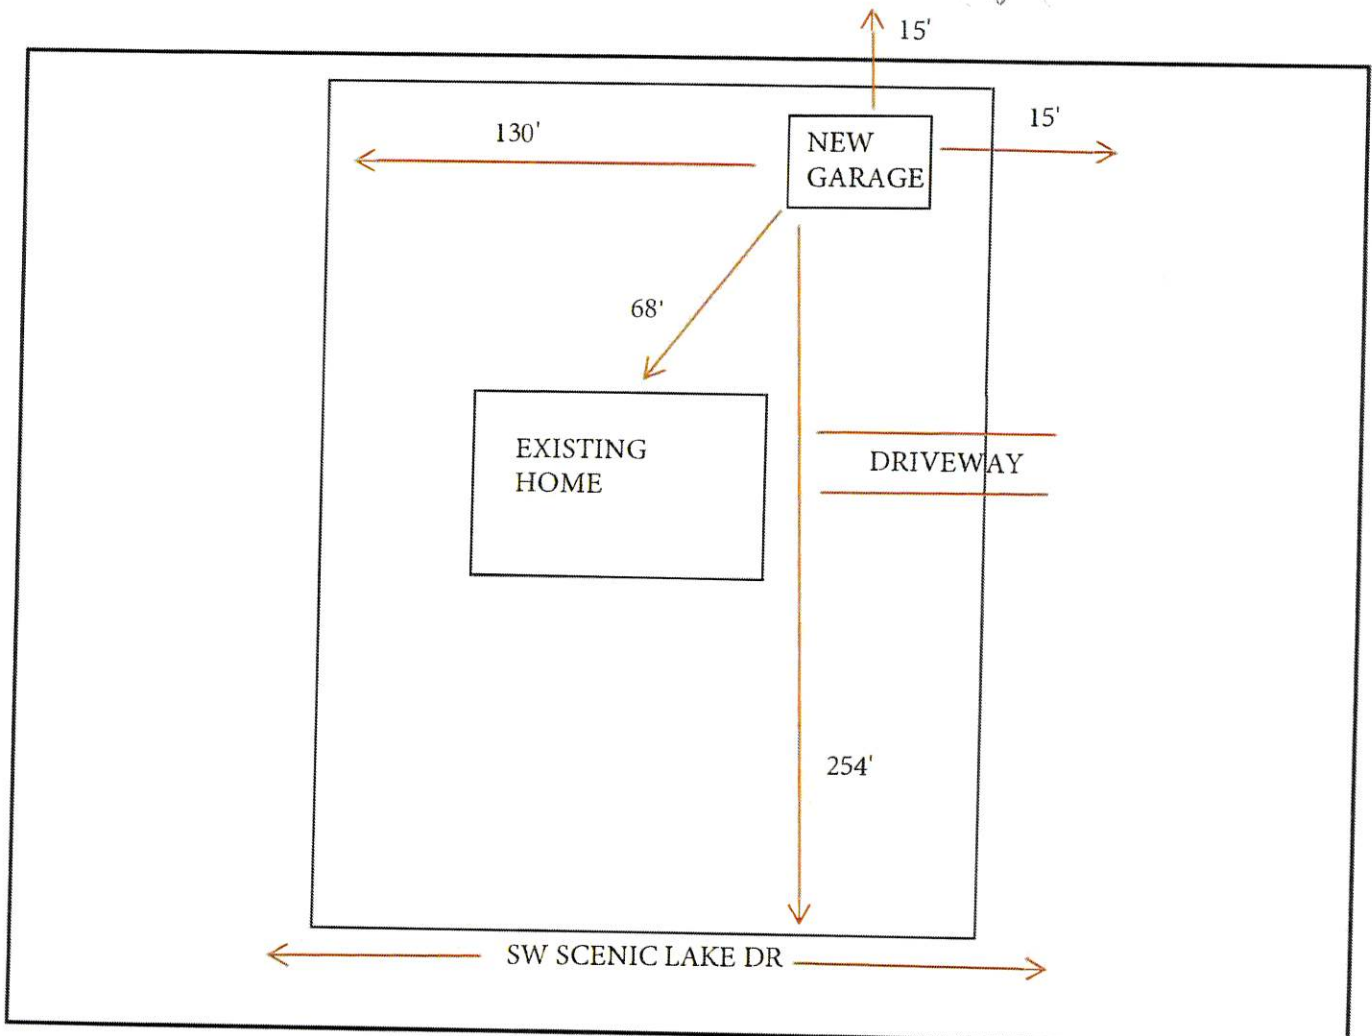 15'
130'
NEW
GARAGE
15'
68'
EXISTING
HOME
DRIVEWAY
254'
SW SCENIC LAKE DR